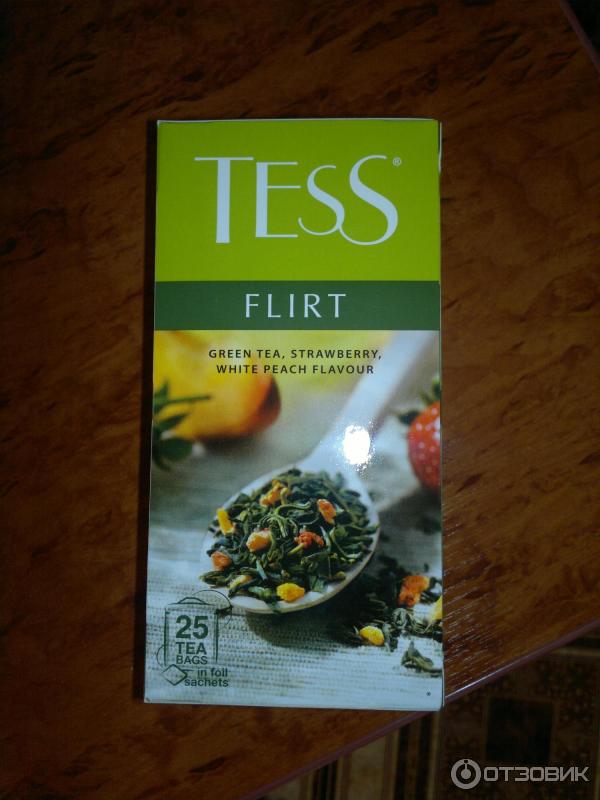 TESS®
FLIRT
GREEN TEA, STRAWBERRY,
WHITE PEACH FLAVOUR
25
TEA
BAGS
in foil
sachets
ОТЗОВИК